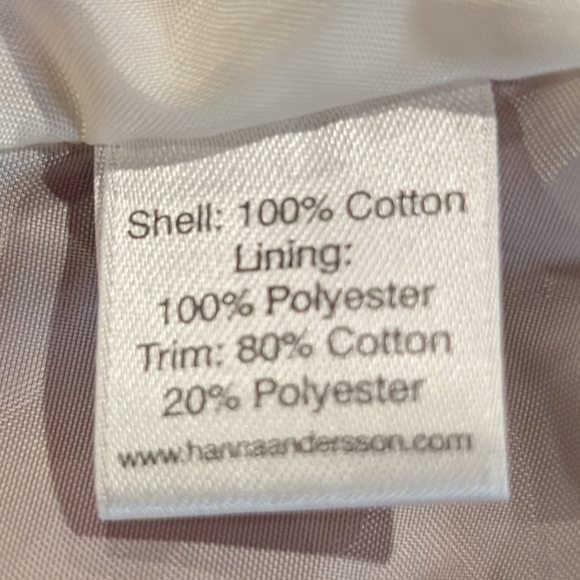 Shell: 100% Cotton
Lining:
100% Polyester
Trim: 80% Cotton
20% Polyester
www.hannaandersson.com